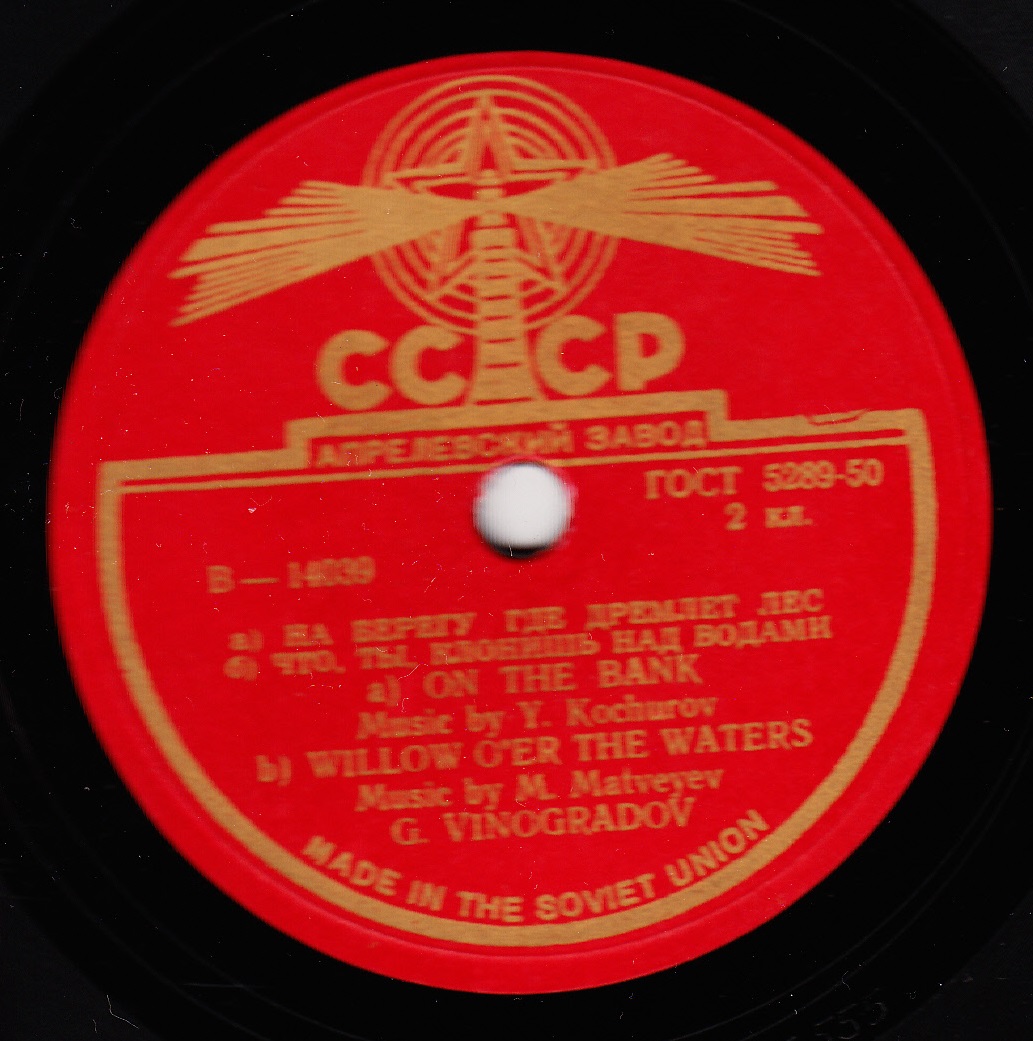 СССР
АПРЕЛЕВСКИЙ ЗАВОД
ГОСТ 5289-50
2 кл.
В — 14039
а) НА БЕРЕГУ, ГДЕ ДРЕМЛЕТ ЛЕС
б) ЧТО, ТЫ, КЛОНИШЬ НАД ВОДАМИ
a) ON THE BANK
Music by Y. Kochurov
b) WILLOW O'ER THE WATERS
Music by M. Matveyev
G. VINOGRADOV
MADE IN THE SOVIET UNION